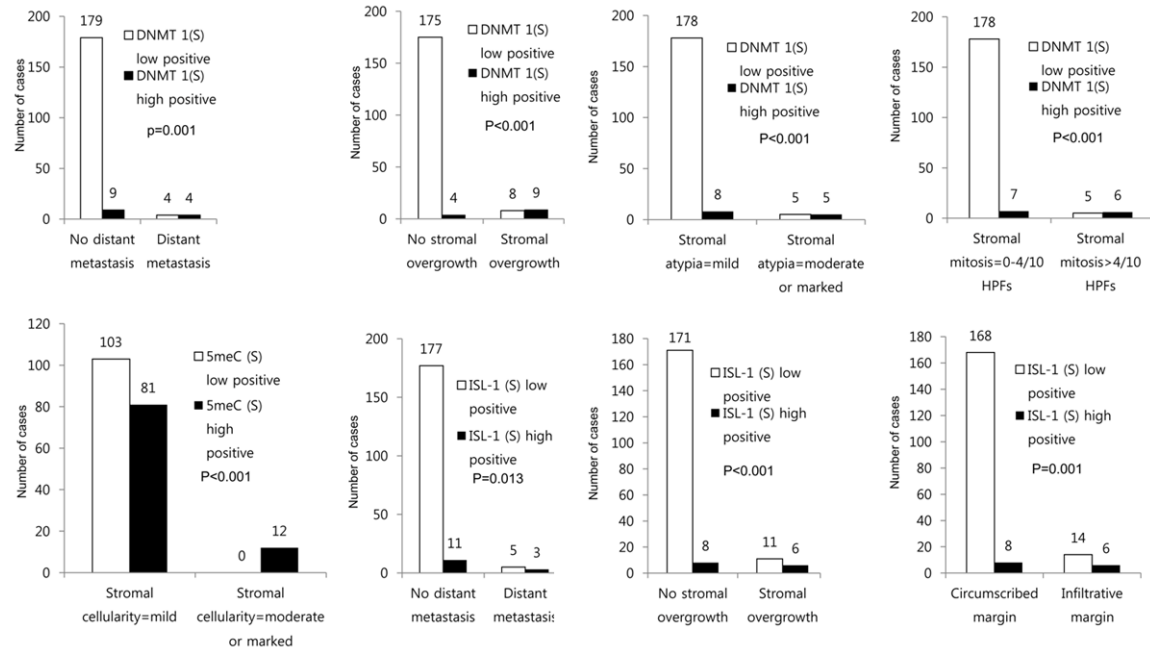 Number of cases
200
150
100
50
0
179
9
4 4
DNMT 1(S)
low positive
DNMT 1(S)
high positive
p=0.001
No distant
metastasis
Distant
metastasis
Number of cases
200
150
100
50
0
175
4
8 9
DNMT 1(S)
low positive
DNMT 1(S)
high positive
P<0.001
No stromal
overgrowth
Stromal
overgrowth
Number of cases
200
150
100
50
0
178
8
5 5
DNMT 1(S)
low positive
DNMT 1(S)
high positive
P<0.001
Stromal
atypia=mild
Stromal
atypia=moderate
or marked
Number of cases
200
150
100
50
0
178
7
5 6
DNMT 1(S)
low positive
DNMT 1(S)
high positive
P<0.001
Stromal
mitosis=0-4/10
HPFs
Stromal
mitosis>4/10
HPFs
Number of cases
120
100
80
60
40
20
0
103
81
0
12
5meC (S)
low positive
5meC (S)
high
positive
P<0.001
Stromal
cellularity=mild
Stromal
cellularity=moderate
or marked
Number of cases
200
150
100
50
0
177
11
5 3
ISL-1 (S) low
positive
ISL-1 (S) high
positive
P=0.013
No distant
metastasis
Distant
metastasis
Number of cases
180
160
140
120
100
80
60
40
20
0
171
8
11
6
ISL-1 (S) low
positive
ISL-1 (S) high
positive
P<0.001
No stromal
overgrowth
Stromal
overgrowth
Number of cases
180
160
140
120
100
80
60
40
20
0
168
8
14
6
ISL-1 (S) low
positive
ISL-1 (S) high
positive
P=0.001
Circumscribed
margin
Infiltrative
margin